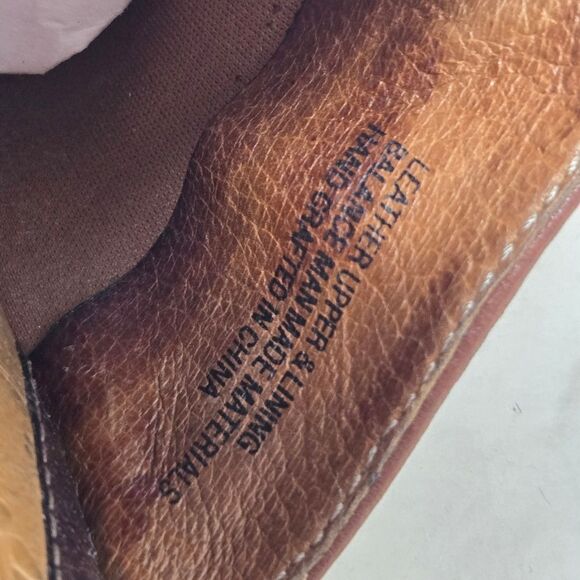 LEATHER UPPER & LINING
BALANCE MAN MADE MATERIALS
HAND CRAFTED IN CHINA